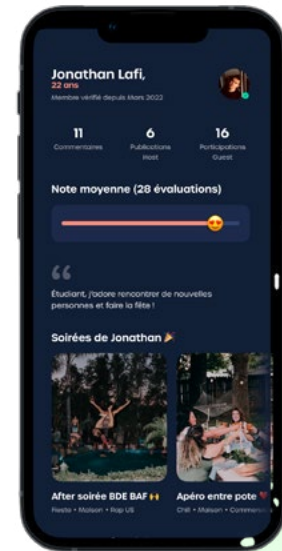 Jonathan Lafi,
22 ans
Membre vérifié depuis Mars 2022
11
Commentaires
6
Publications
Host
16
Participations
Guest
Note moyenne (28 évaluations)
Étudiant, j'adore rencontrer de nouvelles
personnes et faire la fête !
Soirées de Jonathan 🎉
After soirée BDE BAF 🙌
Fiesta • Maison • Rap US
Apéro entre pote
Chill • Maison • Commerc